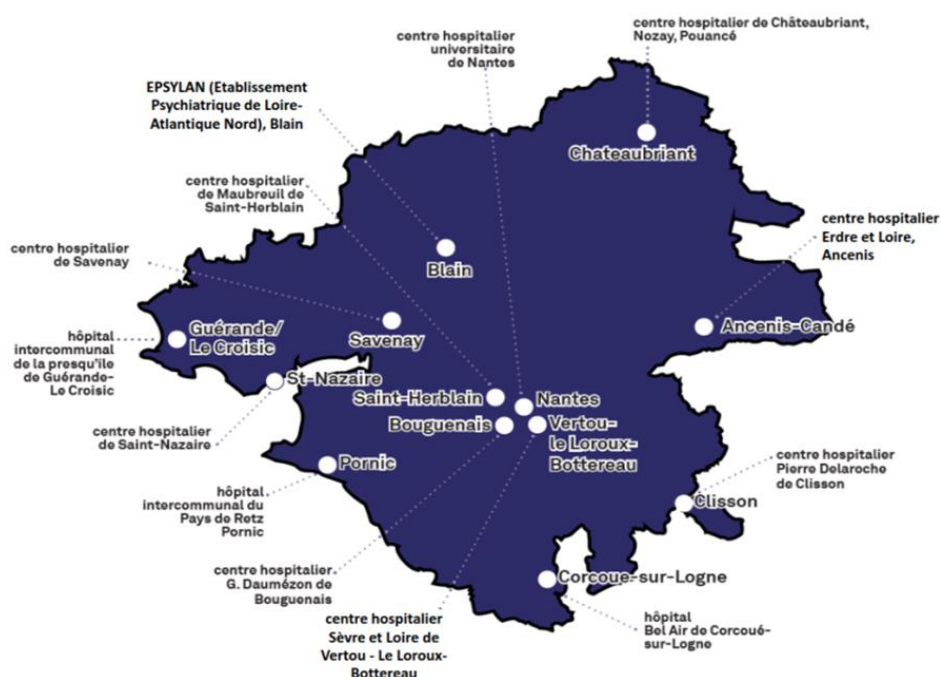 centre hospitalier de Châteaubriant,
Nozay, Pouancé
centre hospitalier
universitaire
de Nantes
EPSYLAN (Etablissement
Psychiatrique de Loire-
Atlantique Nord), Blain
Chateaubriant
centre hospitalier
de Maubreuil de
Saint-Herblain
centre hospitalier
Erdre et Loire,
Ancenis
centre hospitalier
de Savenay
Blain
Guérande/
Le Croisic
Savenay
Ancenis-Candé
hôpital
intercommunal
de la presqu'île
de Guérande-
Le Croisic
St-Nazaire
Saint-Herblain
Nantes
Bouguenais
Vertou-
le Loroux-
Bottereau
centre hospitalier
de Saint-Nazaire
Pornic
centre hospitalier
Pierre Delaroche
de Clisson
hôpital
intercommunal du
Pays de Retz
Pornic
Clisson
centre hospitalier
G. Daumézon de
Bouguenais
Corcoue-sur-Logne
centre hospitalier
Sèvre et Loire de
Vertou - Le Loroux-
Bottereau
hôpital
Bel Air de Corcoué-
sur-Logne